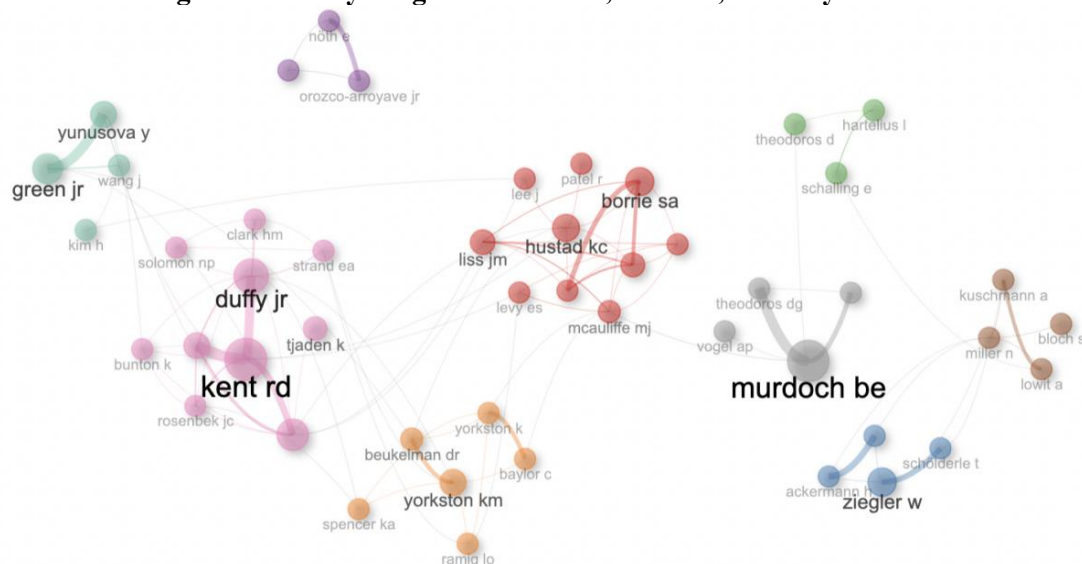 nöth e
orozco-arroyave jr
yunusova y
green jr
wang j
kim h
clark hm
solomon np
strand ea
duffy jr
tjaden k
bunton k
kent rd
rosenbek jc
lee j
patel r
borrie sa
hustad kc
liss jm
levy es
mcauliffe mj
theodoros d
hartelius l
schalling e
theodoros dg
vogel ap
murdoch be
kuschmann a
bloch s
miller n
lowit a
yorkston k
beukelman dr
baylor c
yorkston km
spencer ka
ramig lo
scholderle t
ackermann h
ziegler w